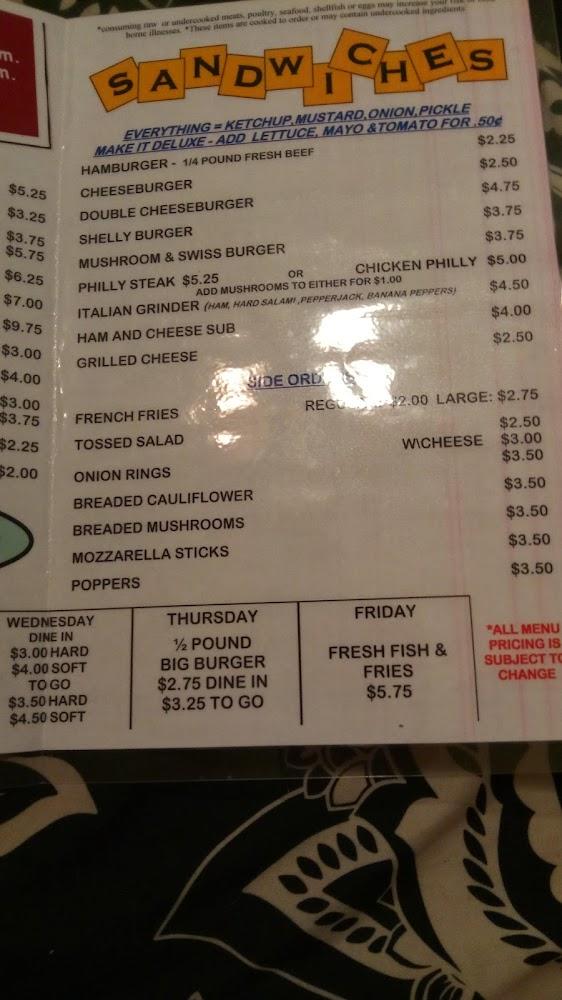 *consuming raw or undercooked meats, poultry, seafood, shellfish or eggs may increase your risk of
home illnesses. *These items are cooked to order or may contain undercooked ingredients
SANDWICHES
EVERYTHING = KETCHUP,MUSTARD,ONION,PICKLE
MAKE IT DELUXE - ADD LETTUCE, MAYO &TOMATO FOR .50¢
HAMBURGER - 1/4 POUND FRESH BEEF $2.25
CHEESEBURGER $2.50
DOUBLE CHEESEBURGER $4.75
SHELLY BURGER $3.75
MUSHROOM & SWISS BURGER $3.75
PHILLY STEAK $5.25 OR CHICKEN PHILLY $5.00
ADD MUSHROOMS TO EITHER FOR $1.00
ITALIAN GRINDER (HAM, HARD SALAMI ,PEPPERJACK, BANANA PEPPERS) $4.50
HAM AND CHEESE SUB $4.00
GRILLED CHEESE $2.50
SIDE
FRENCH FRIES $2.00 LARGE: $2.75
TOSSED SALAD $2.50
W\CHEESE $3.00
ONION RINGS $3.50
BREADED CAULIFLOWER $3.50
BREADED MUSHROOMS $3.50
MOZZARELLA STICKS $3.50
POPPERS $3.50
m.
m.
$5.25
$3.25
$3.75
$5.75
$6.25
$7.00
$9.75
$3.00
$4.00
$3.00
$3.75
$2.25
$2.00
WEDNESDAY
DINE IN
$3.00 HARD
$4.00 SOFT
TO GO
$3.50 HARD
$4.50 SOFT
THURSDAY
½ POUND
BIG BURGER
$2.75 DINE IN
$3.25 TO GO
FRIDAY
FRESH FISH &
FRIES
$5.75
*ALL MENU
PRICING IS
SUBJECT TO
CHANGE